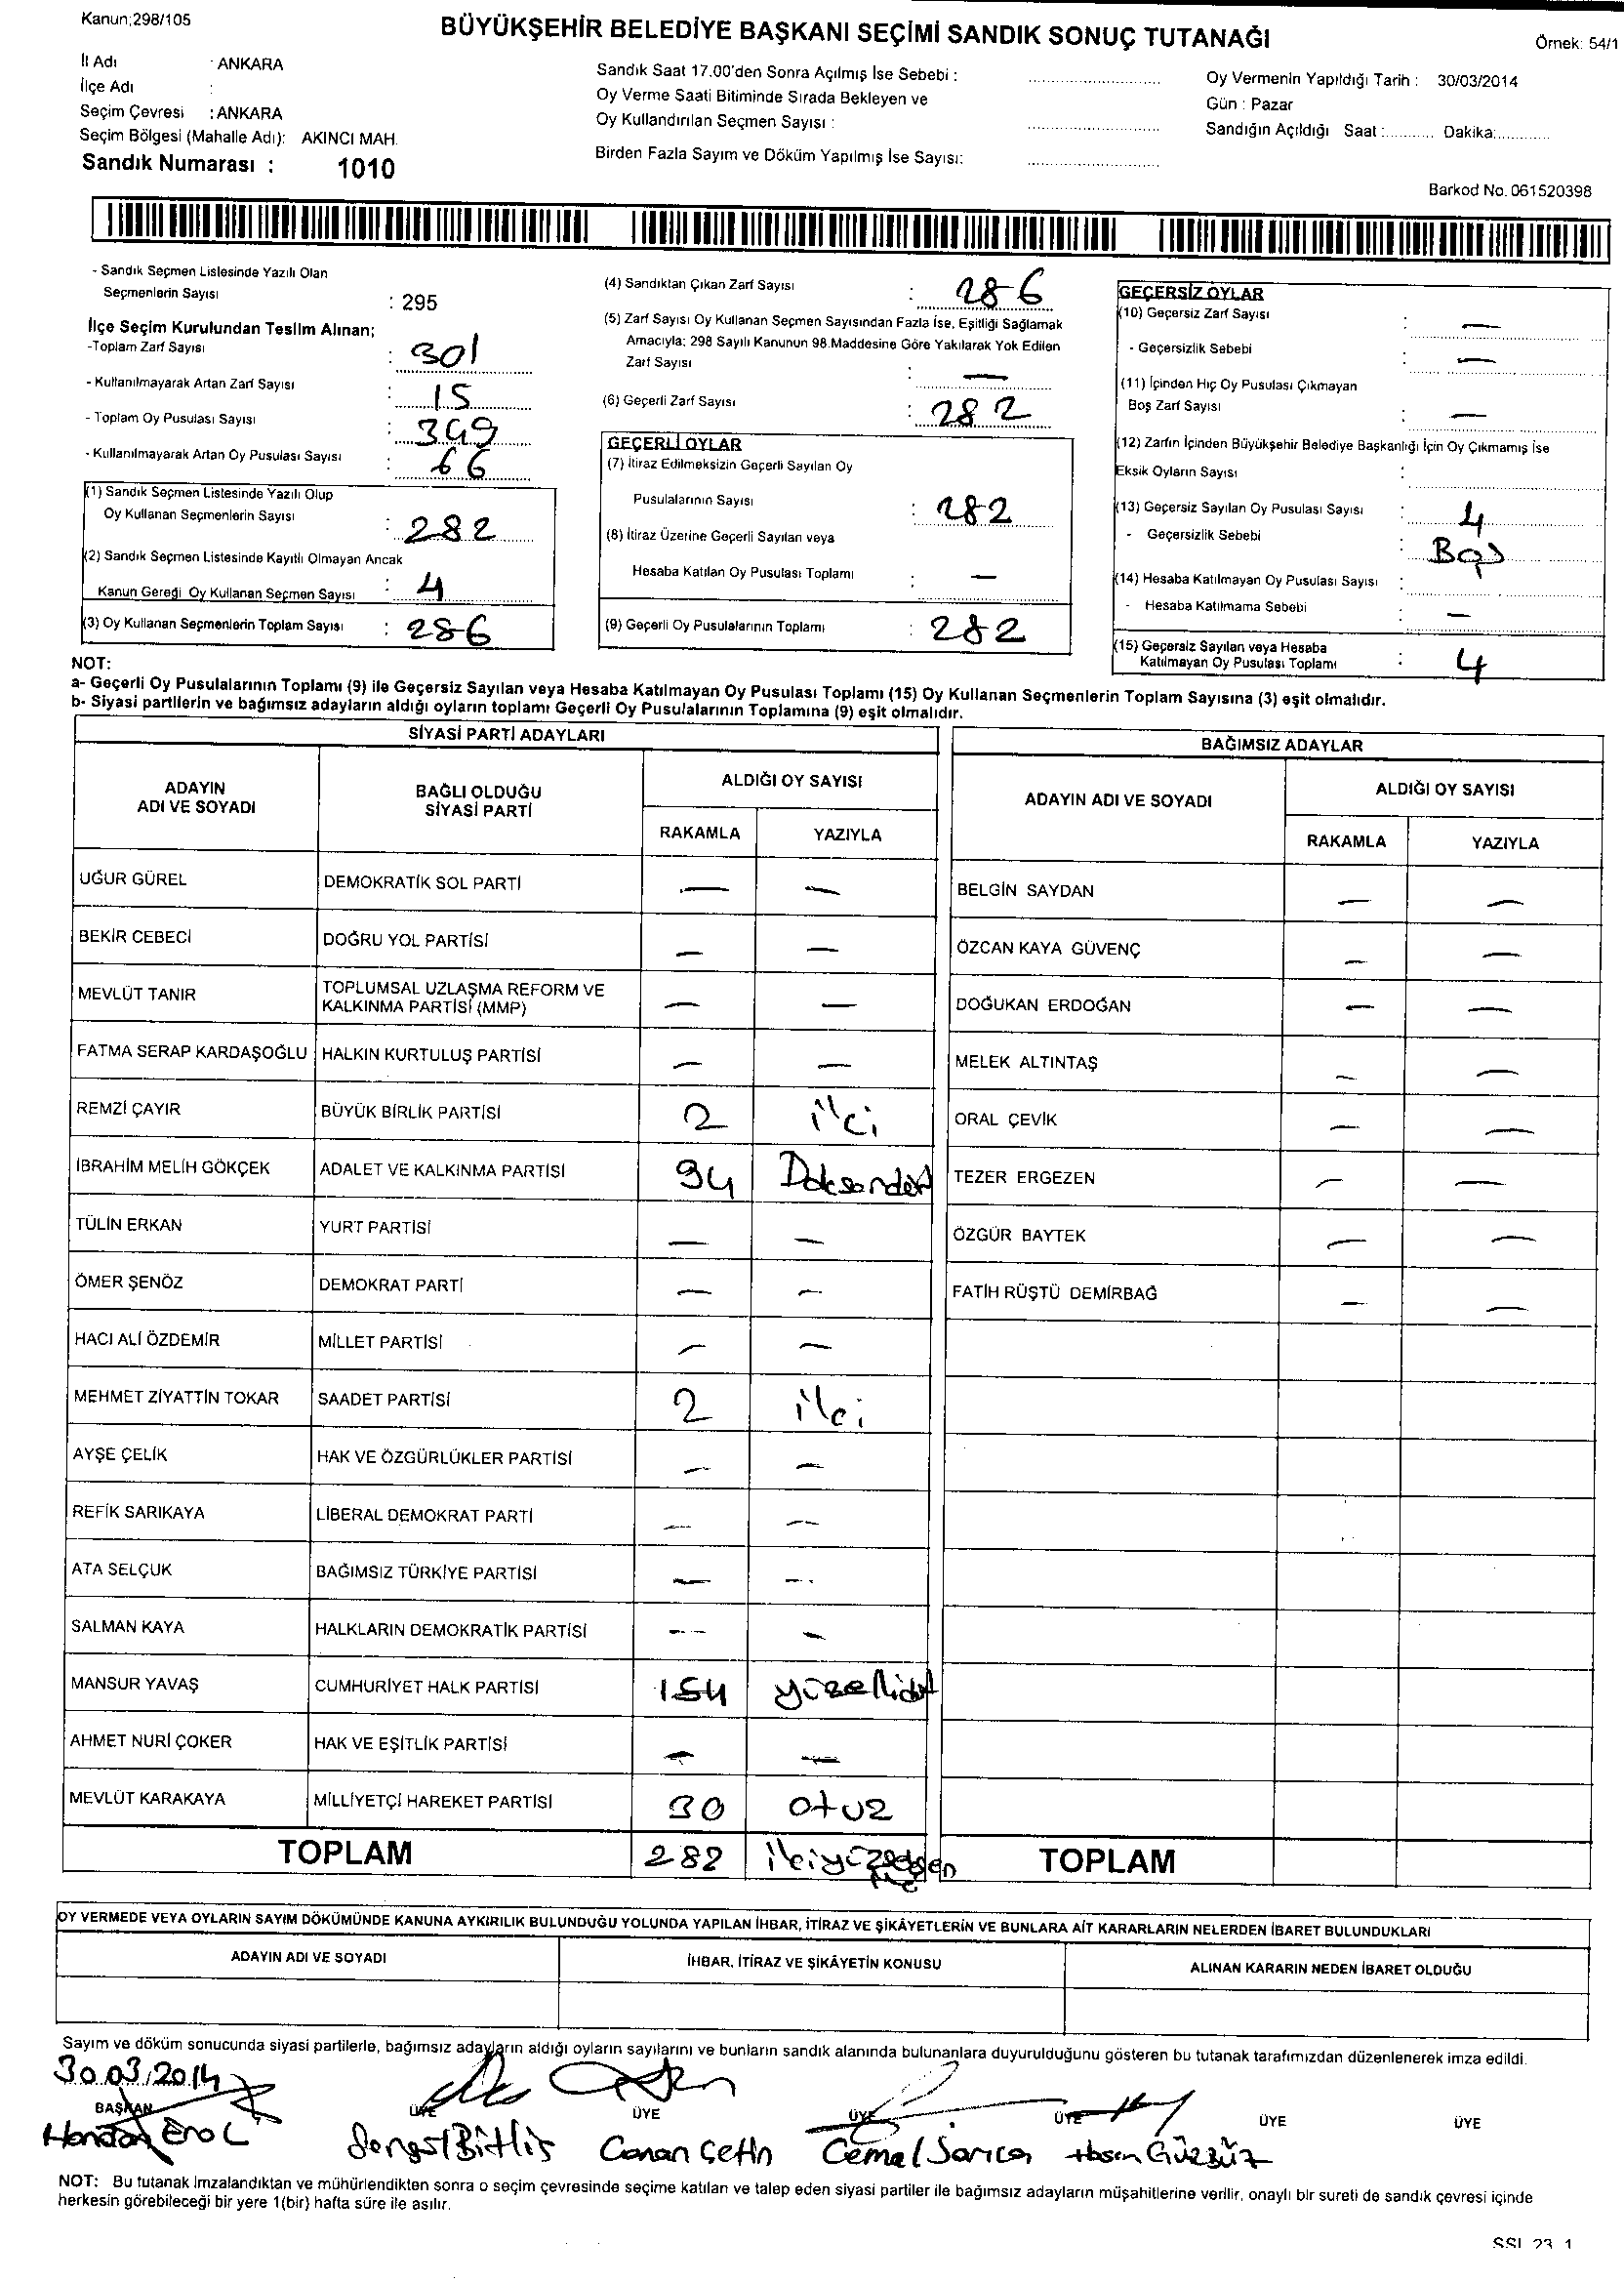 Kanun;298/105
BÜYÜKŞEHİR BELEDİYE BAŞKANI SEÇİMİ SANDIK SONUÇ TUTANAĞI
Örnek: 54/1
İl Adı : ANKARA
İlçe Adı :
Seçim Çevresi : ANKARA
Seçim Bölgesi (Mahalle Adı): AKINCI MAH.
Sandık Numarası : 1010
Sandık Saat 17.00'den Sonra Açılmış İse Sebebi :
Oy Verme Saati Bitiminde Sırada Bekleyen ve
Oy Kullandırılan Seçmen Sayısı :
Birden Fazla Sayım ve Döküm Yapılmış İse Sayısı:
Oy Vermenin Yapıldığı Tarih : 30/03/2014
Gün : Pazar
Sandığın Açıldığı Saat :........... Dakika:............
Barkod No. 061520398
- Sandık Seçmen Listesinde Yazılı Olan
Seçmenlerin Sayısı : 295
İlçe Seçim Kurulundan Teslim Alınan;
-Toplam Zarf Sayısı : 301
- Kullanılmayarak Artan Zarf Sayısı : 15
- Toplam Oy Pusulası Sayısı : 349
- Kullanılmayarak Artan Oy Pusulası Sayısı : 66
(1) Sandık Seçmen Listesinde Yazılı Olup
Oy Kullanan Seçmenlerin Sayısı : 282
(2) Sandık Seçmen Listesinde Kayıtlı Olmayan Ancak
Kanun Gereği Oy Kullanan Seçmen Sayısı : 4
(3) Oy Kullanan Seçmenlerin Toplam Sayısı : 286
(4) Sandıktan Çıkan Zarf Sayısı : 286
(5) Zarf Sayısı Oy Kullanan Seçmen Sayısından Fazla İse, Eşitliği Sağlamak
Amacıyla; 298 Sayılı Kanunun 98.Maddesine Göre Yakılarak Yok Edilen
Zarf Sayısı : —
(6) Geçerli Zarf Sayısı : 282
GEÇERLİ OYLAR
(7) İtiraz Edilmeksizin Geçerli Sayılan Oy
Pusulalarının Sayısı : 282
(8) İtiraz Üzerine Geçerli Sayılan veya
Hesaba Katılan Oy Pusulası Toplamı : —
(9) Geçerli Oy Pusulalarının Toplamı : 282
GEÇERSİZ OYLAR
(10) Geçersiz Zarf Sayısı : —
- Geçersizlik Sebebi : —
(11) İçinden Hiç Oy Pusulası Çıkmayan
Boş Zarf Sayısı : —
(12) Zarfın İçinden Büyükşehir Belediye Başkanlığı İçin Oy Çıkmamış İse
Eksik Oyların Sayısı :
(13) Geçersiz Sayılan Oy Pusulası Sayısı : 4
- Geçersizlik Sebebi : Boş
(14) Hesaba Katılmayan Oy Pusulası Sayısı :
- Hesaba Katılmama Sebebi : —
(15) Geçersiz Sayılan veya Hesaba
Katılmayan Oy Pusulası Toplamı : 4
NOT:
a- Geçerli Oy Pusulalarının Toplamı (9) ile Geçersiz Sayılan veya Hesaba Katılmayan Oy Pusulası Toplamı (15) Oy Kullanan Seçmenlerin Toplam Sayısına (3) eşit olmalıdır.
b- Siyasi partilerin ve bağımsız adayların aldığı oyların toplamı Geçerli Oy Pusulalarının Toplamına (9) eşit olmalıdır.
SİYASİ PARTİ ADAYLARI
ADAYIN ADI VE SOYADI
BAĞLI OLDUĞU SİYASİ PARTİ
ALDIĞI OY SAYISI
RAKAMLA YAZIYLA
UĞUR GÜREL DEMOKRATİK SOL PARTİ — —
BEKİR CEBECİ DOĞRU YOL PARTİSİ — —
MEVLÜT TANIR TOPLUMSAL UZLAŞMA REFORM VE KALKINMA PARTİSİ (MMP) — —
FATMA SERAP KARDAŞOĞLU HALKIN KURTULUŞ PARTİSİ — —
REMZİ ÇAYIR BÜYÜK BİRLİK PARTİSİ 2 iki
İBRAHİM MELİH GÖKÇEK ADALET VE KALKINMA PARTİSİ 94 Doksandört
TÜLİN ERKAN YURT PARTİSİ — —
ÖMER ŞENÖZ DEMOKRAT PARTİ — —
HACI ALİ ÖZDEMİR MİLLET PARTİSİ — —
MEHMET ZİYATTİN TOKAR SAADET PARTİSİ 2 iki
AYŞE ÇELİK HAK VE ÖZGÜRLÜKLER PARTİSİ — —
REFİK SARIKAYA LİBERAL DEMOKRAT PARTİ — —
ATA SELÇUK BAĞIMSIZ TÜRKİYE PARTİSİ — —
SALMAN KAYA HALKLARIN DEMOKRATİK PARTİSİ — —
MANSUR YAVAŞ CUMHURİYET HALK PARTİSİ 154 yüzellidört
AHMET NURİ ÇOKER HAK VE EŞİTLİK PARTİSİ — —
MEVLÜT KARAKAYA MİLLİYETÇİ HAREKET PARTİSİ 30 otuz
TOPLAM 282
BAĞIMSIZ ADAYLAR
ADAYIN ADI VE SOYADI
ALDIĞI OY SAYISI
RAKAMLA YAZIYLA
BELGİN SAYDAN — —
ÖZCAN KAYA GÜVENÇ — —
DOĞUKAN ERDOĞAN — —
MELEK ALTINTAŞ — —
ORAL ÇEVİK — —
TEZER ERGEZEN — —
ÖZGÜR BAYTEK — —
FATİH RÜŞTÜ DEMİRBAĞ — —
TOPLAM
OY VERMEDE VEYA OYLARIN SAYIM DÖKÜMÜNDE KANUNA AYKIRILIK BULUNDUĞU YOLUNDA YAPILAN İHBAR, İTİRAZ VE ŞİKÂYETLERİN VE BUNLARA AİT KARARLARIN NELERDEN İBARET BULUNDUKLARI
ADAYIN ADI VE SOYADI İHBAR, İTİRAZ VE ŞİKÂYETİN KONUSU ALINAN KARARIN NEDEN İBARET OLDUĞU
Sayım ve döküm sonucunda siyasi partilerle, bağımsız adayların aldığı oyların sayılarını ve bunların sandık alanında bulunanlara duyurulduğunu gösteren bu tutanak tarafımızdan düzenlenerek imza edildi.
30.03.2014
BAŞKAN ÜYE ÜYE ÜYE ÜYE ÜYE ÜYE
Handan Erol Bitlis Canan Çetin Cemal Sarıca Hasan Gürbüz
NOT: Bu tutanak imzalandıktan ve mühürlendikten sonra o seçim çevresinde seçime katılan ve talep eden siyasi partiler ile bağımsız adayların müşahitlerine verilir, onaylı bir sureti de sandık çevresi içinde
herkesin görebileceği bir yere 1(bir) hafta süre ile asılır.